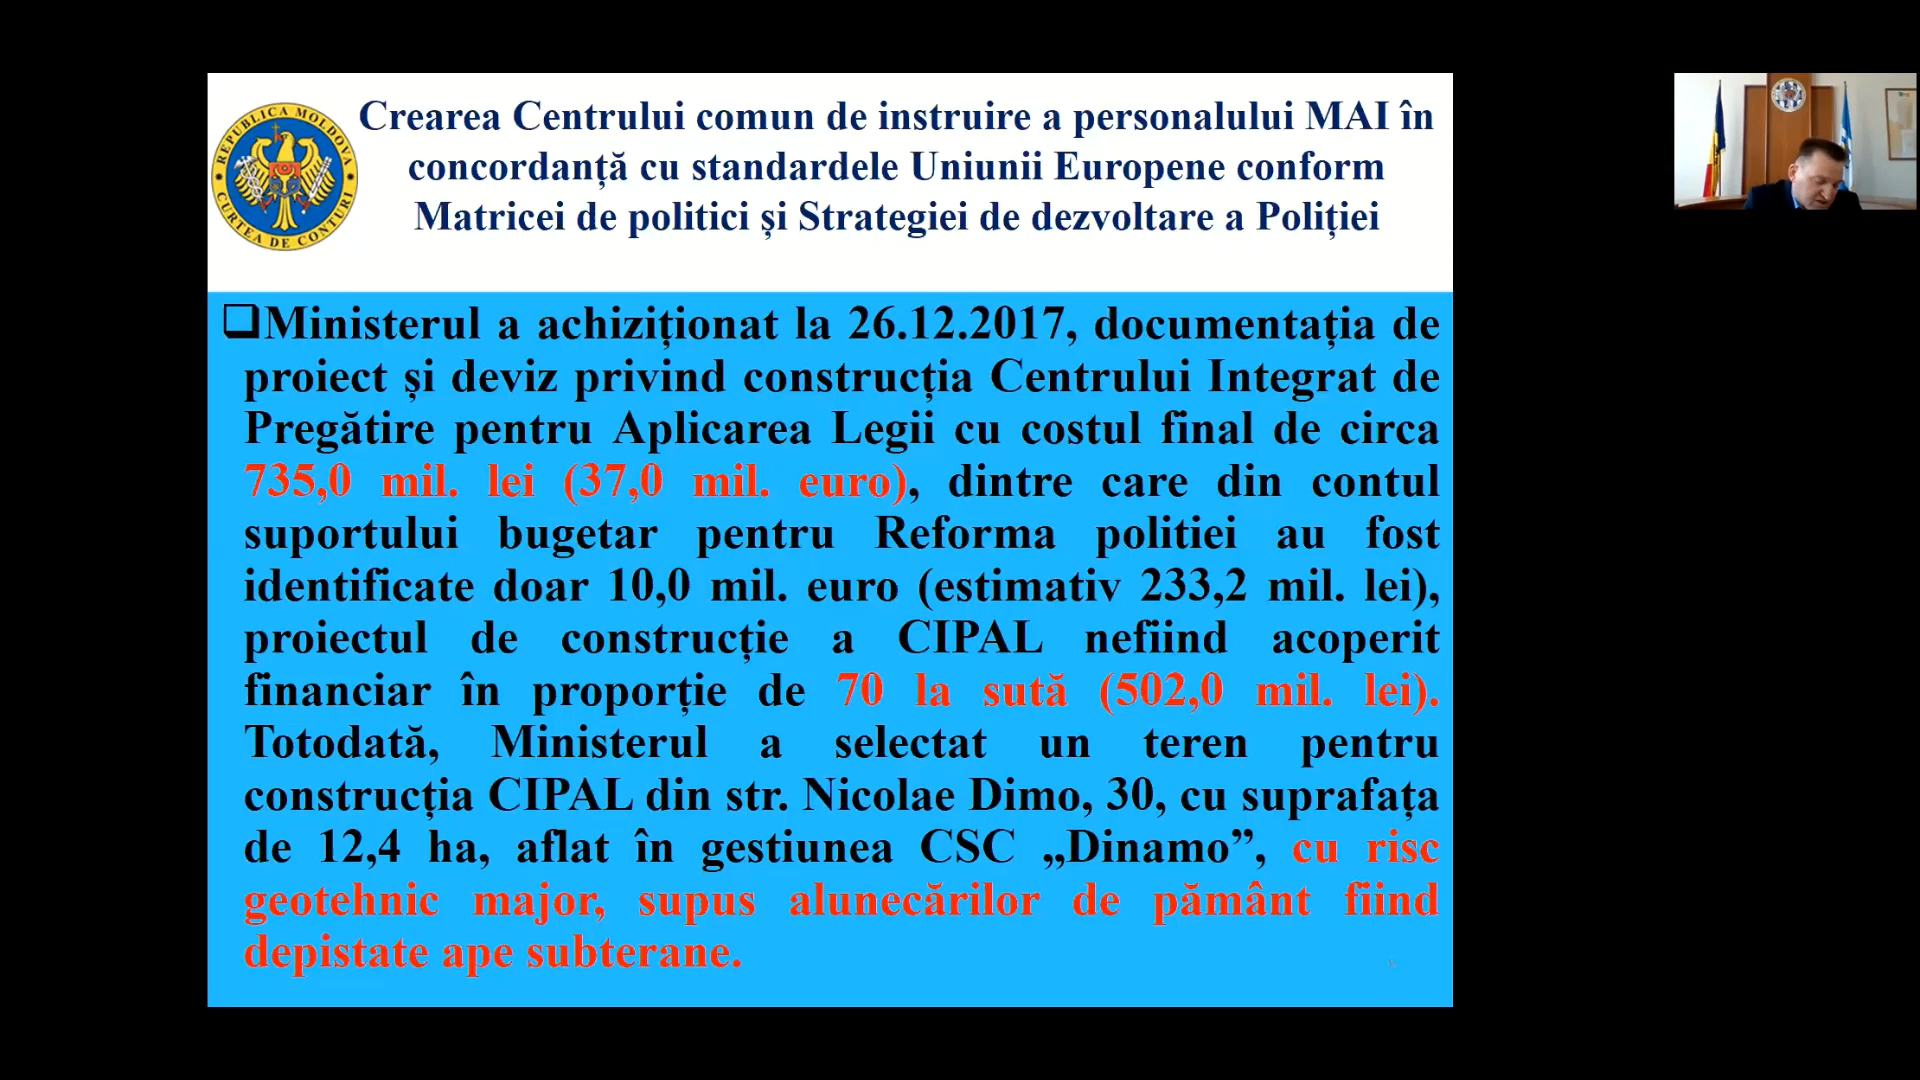 REPUBLICA MOLDOVA
CURTEA DE CONTURI
Crearea Centrului comun de instruire a personalului MAI în
concordanță cu standardele Uniunii Europene conform
Matricei de politici și Strategiei de dezvoltare a Poliției
Ministerul a achiziționat la 26.12.2017, documentația de
proiect și deviz privind construcția Centrului Integrat de
Pregătire pentru Aplicarea Legii cu costul final de circa
735,0 mil. lei (37,0 mil. euro), dintre care din contul
suportului bugetar pentru Reforma politiei au fost
identificate doar 10,0 mil. euro (estimativ 233,2 mil. lei),
proiectul de construcție a CIPAL nefiind acoperit
financiar în proporție de 70 la sută (502,0 mil. lei).
Totodată, Ministerul a selectat un teren pentru
construcția CIPAL din str. Nicolae Dimo, 30, cu suprafața
de 12,4 ha, aflat în gestiunea CSC „Dinamo”, cu risc
geotehnic major, supus alunecărilor de pământ fiind
depistate ape subterane.